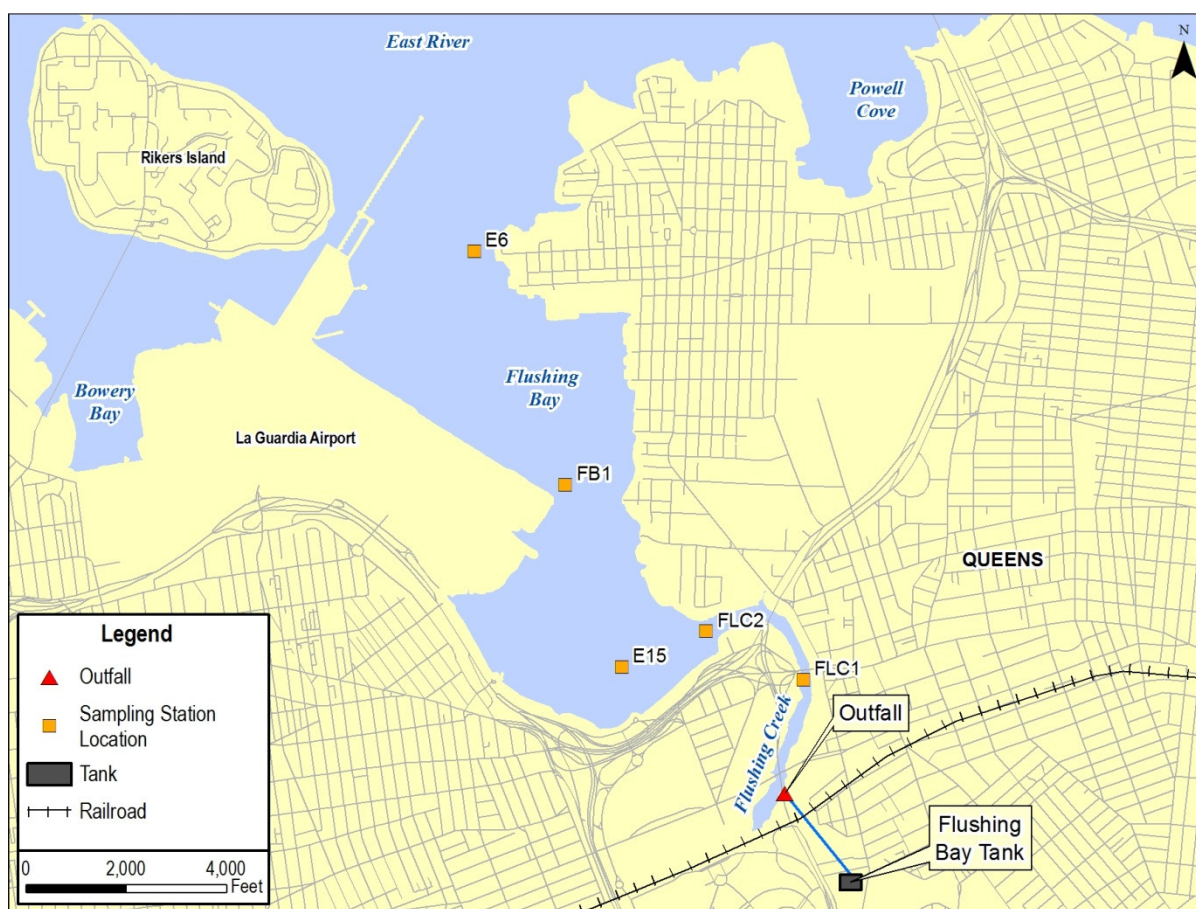 East River
N
Powell
Cove
Rikers Island
E6
Bowery
Bay
Flushing
Bay
La Guardia Airport
FB1
QUEENS
FLC2
E15
FLC1
Outfall
Flushing Creek
Flushing
Bay Tank
Legend
Outfall
Sampling Station
Location
Tank
Railroad
0 2,000 4,000
Feet